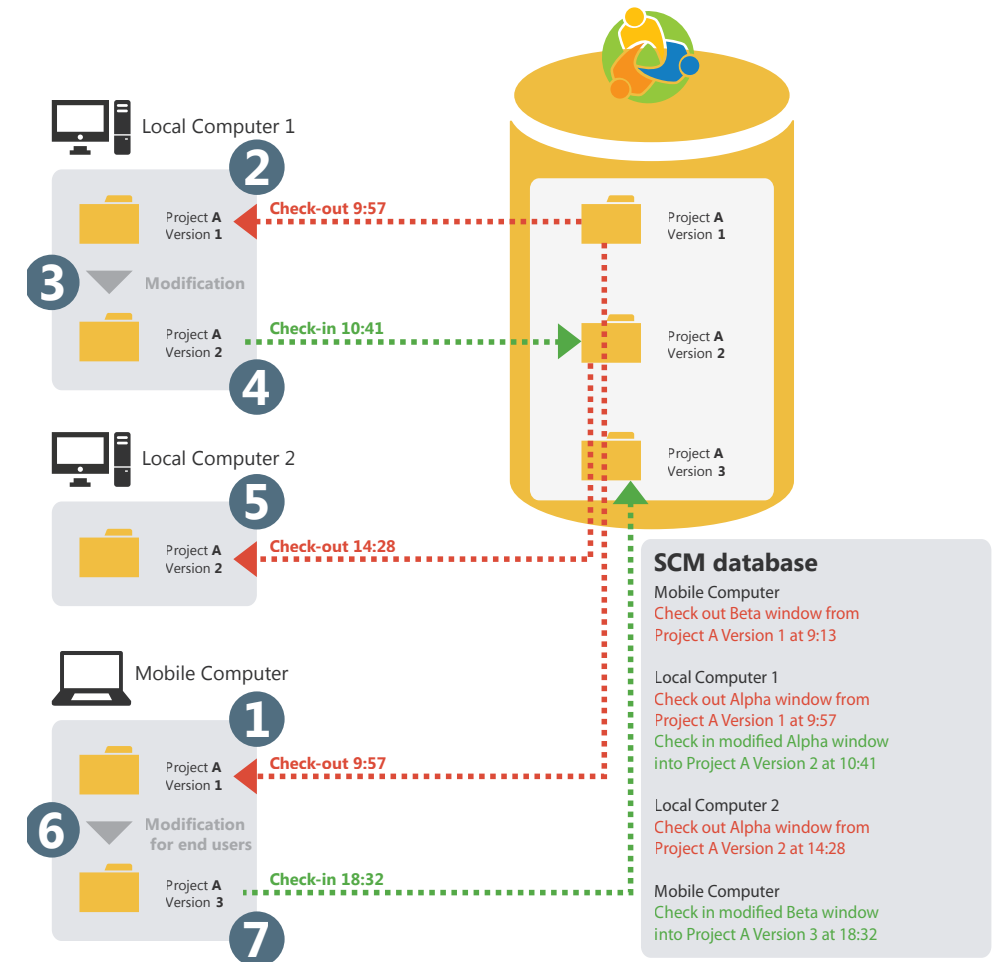 Local Computer 1
2
Project A
Version 1
Check-out 9:57
Project A
Version 1
3
Modification
Project A
Version 2
Check-in 10:41
Project A
Version 2
4
Local Computer 2
5
Project A
Version 3
Project A
Version 2
Check-out 14:28
Mobile Computer
1
Project A
Version 1
Check-out 9:57
6
Modification
for end users
Project A
Version 3
Check-in 18:32
7
SCM database
Mobile Computer
Check out Beta window from
Project A Version 1 at 9:13
Local Computer 1
Check out Alpha window from
Project A Version 1 at 9:57
Check in modified Alpha window
into Project A Version 2 at 10:41
Local Computer 2
Check out Alpha window from
Project A Version 2 at 14:28
Mobile Computer
Check in modified Beta window
into Project A Version 3 at 18:32